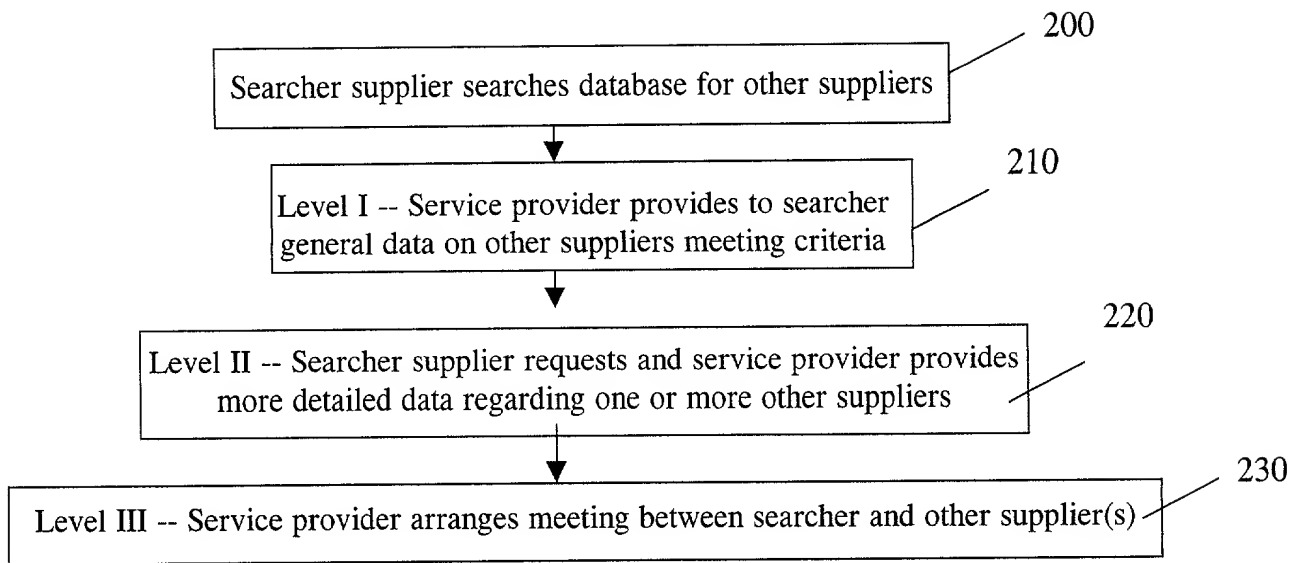 200
Searcher supplier searches database for other suppliers
210
Level I -- Service provider provides to searcher
general data on other suppliers meeting criteria
220
Level II -- Searcher supplier requests and service provider provides
more detailed data regarding one or more other suppliers
230
Level III -- Service provider arranges meeting between searcher and other supplier(s)